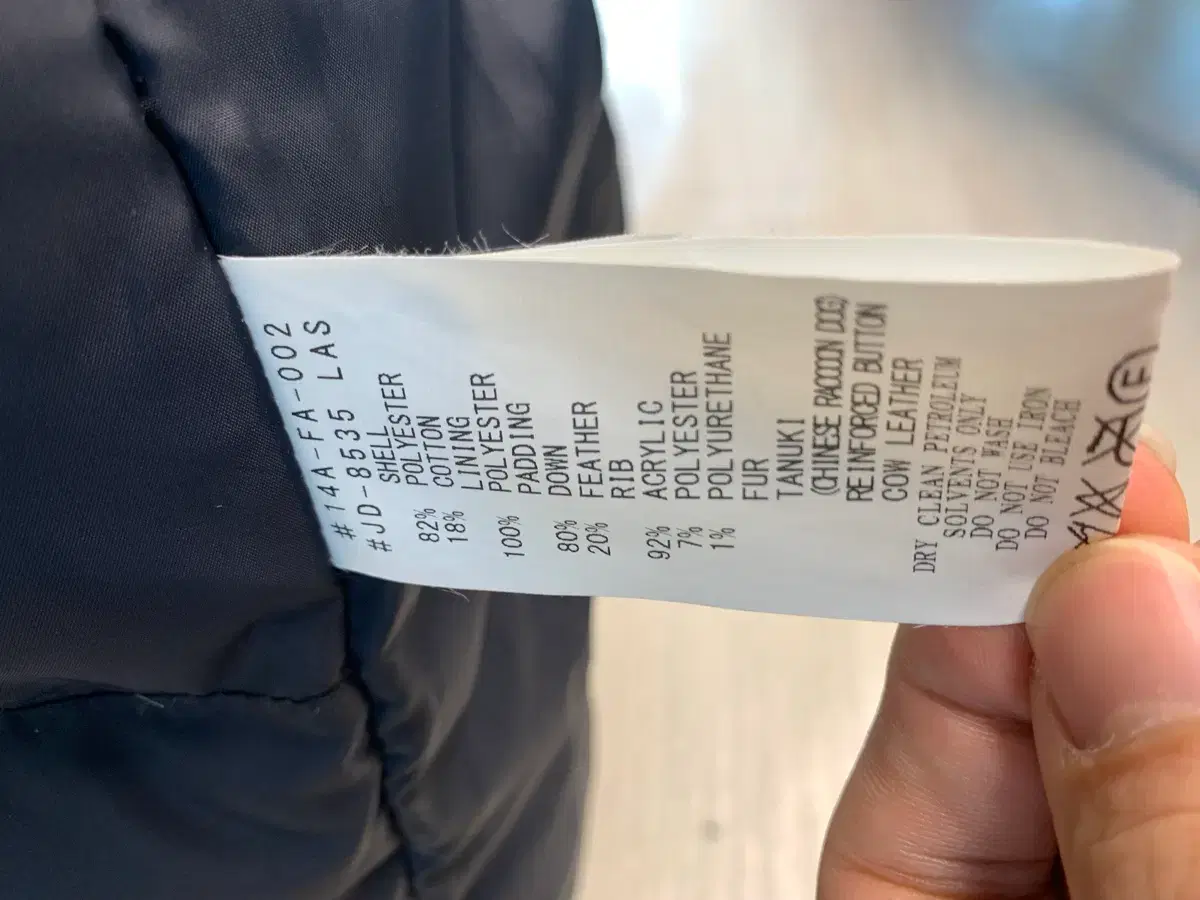 #14A-FA-002
#JD-8535 LAS
SHELL
82% POLYESTER
18% COTTON
LINING
100% POLYESTER
PADDING
80% DOWN
20% FEATHER
RIB
92% ACRYLIC
7% POLYESTER
1% POLYURETHANE
FUR
TANUKI
(CHINESE RACCOON DOG)
REINFORCED BUTTON
COW LEATHER
DRY CLEAN PETROLEUM
SOLVENTS ONLY
DO NOT WASH
DO NOT USE IRON
DO NOT BLEACH
F